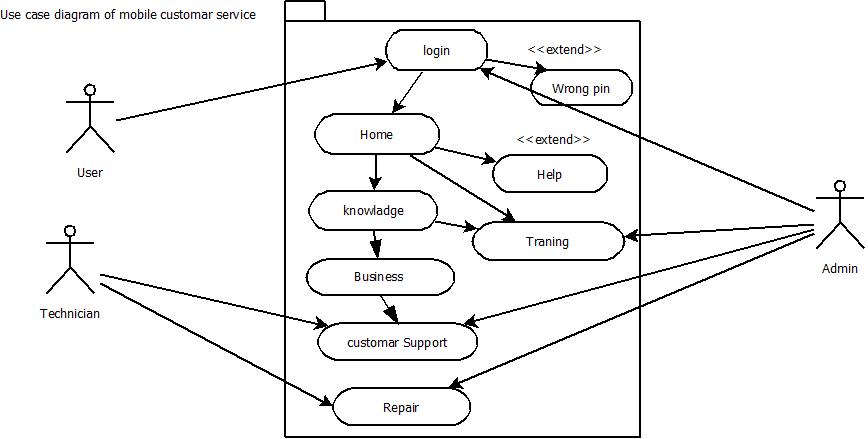 Use case diagram of mobile customar service
login
<<extend>>
Wrong pin
Home
<<extend>>
Help
User
knowladge
Traning
Admin
Business
Technician
customar Support
Repair